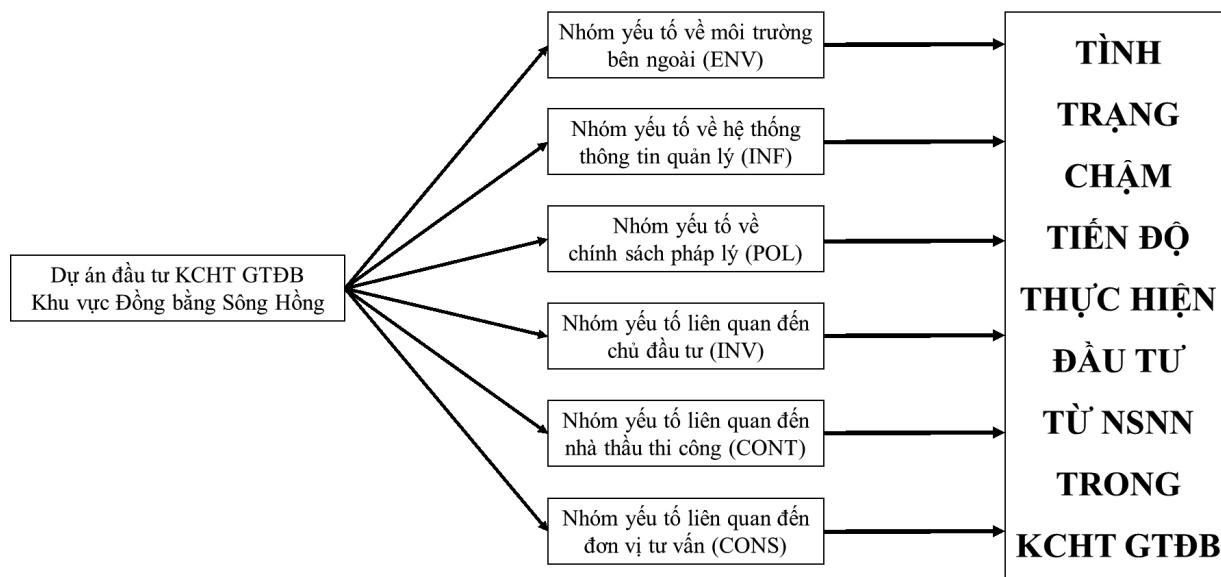 Dự án đầu tư KCHT GTĐB
Khu vực Đồng bằng Sông Hồng
Nhóm yếu tố về môi trường
bên ngoài (ENV)
Nhóm yếu tố về hệ thống
thông tin quản lý (INF)
Nhóm yếu tố về
chính sách pháp lý (POL)
Nhóm yếu tố liên quan đến
chủ đầu tư (INV)
Nhóm yếu tố liên quan đến
nhà thầu thi công (CONT)
Nhóm yếu tố liên quan đến
đơn vị tư vấn (CONS)
TÌNH
TRẠNG
CHẬM
TIẾN ĐỘ
THỰC HIỆN
ĐẦU TƯ
TỪ NSNN
TRONG
KCHT GTĐB